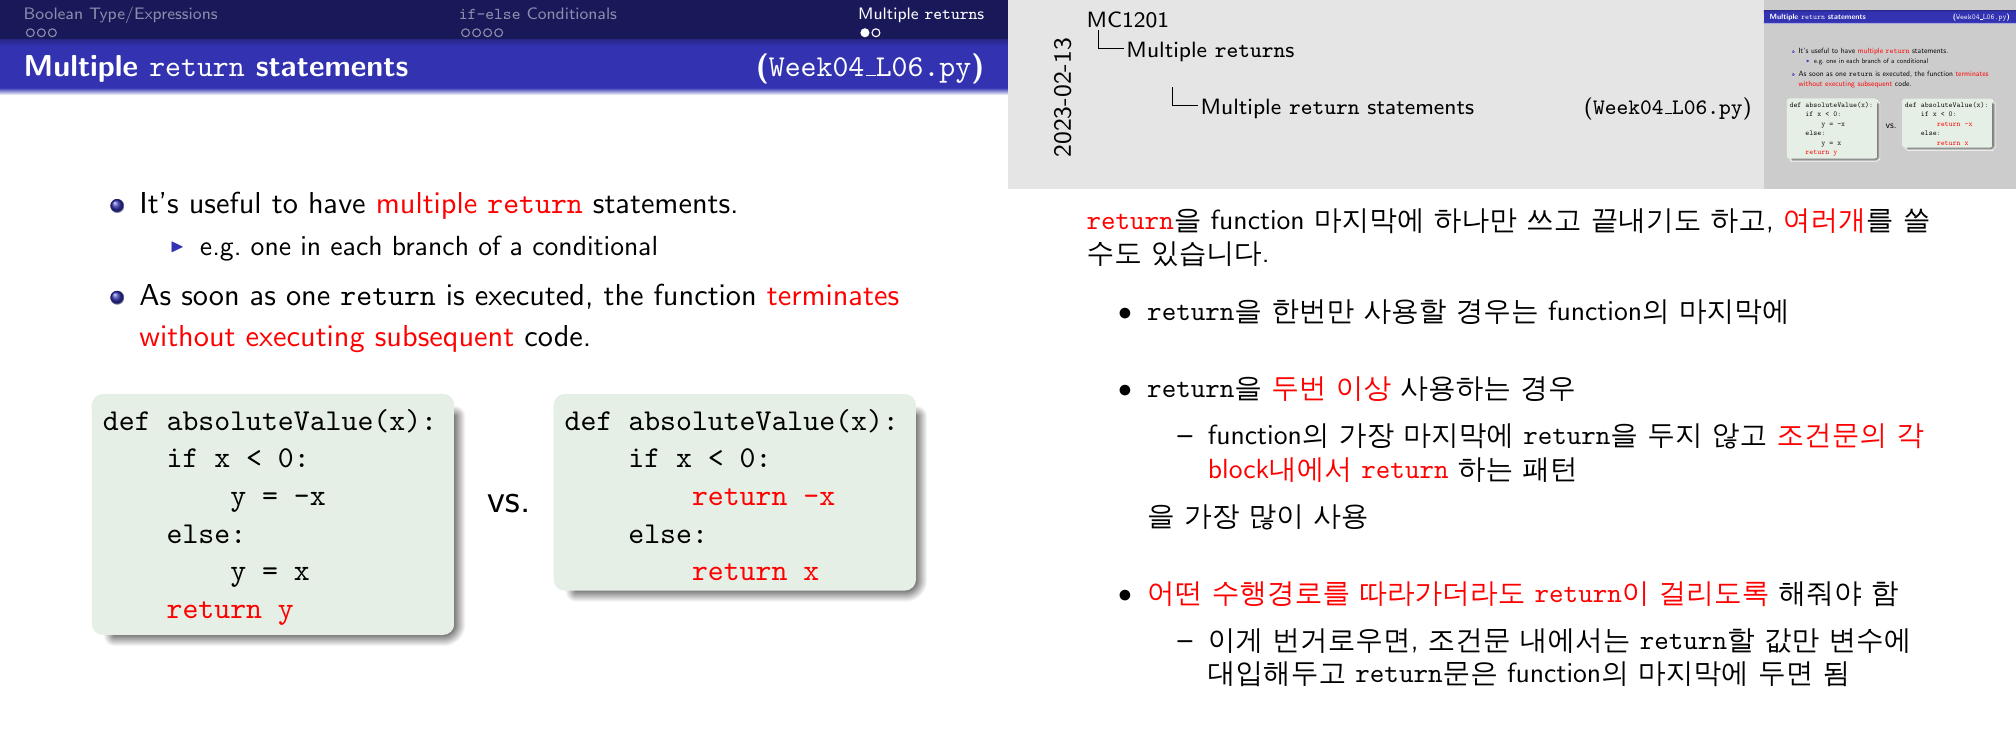 Boolean Type/Expressions if-else Conditionals Multiple returns
Multiple return statements (Week04_L06.py)
It's useful to have multiple return statements.
e.g. one in each branch of a conditional
As soon as one return is executed, the function terminates
without executing subsequent code.
def absoluteValue(x):
    if x < 0:
        y = -x
    else:
        y = x
    return y
vs.
def absoluteValue(x):
    if x < 0:
        return -x
    else:
        return x
2023-02-13
MC1201
Multiple returns
Multiple return statements (Week04_L06.py)
Multiple return statements (Week04_L06.py)
It's useful to have multiple return statements.
e.g. one in each branch of a conditional
As soon as one return is executed, the function terminates
without executing subsequent code.
def absoluteValue(x):
    if x < 0:
        y = -x
    else:
        y = x
    return y
vs.
def absoluteValue(x):
    if x < 0:
        return -x
    else:
        return x
return을 function 마지막에 하나만 쓰고 끝내기도 하고, 여러개를 쓸
수도 있습니다.
• return을 한번만 사용할 경우는 function의 마지막에
• return을 두번 이상 사용하는 경우
– function의 가장 마지막에 return을 두지 않고 조건문의 각
block내에서 return 하는 패턴
을 가장 많이 사용
• 어떤 수행경로를 따라가더라도 return이 걸리도록 해줘야 함
– 이게 번거로우면, 조건문 내에서는 return할 값만 변수에
대입해두고 return문은 function의 마지막에 두면 됨